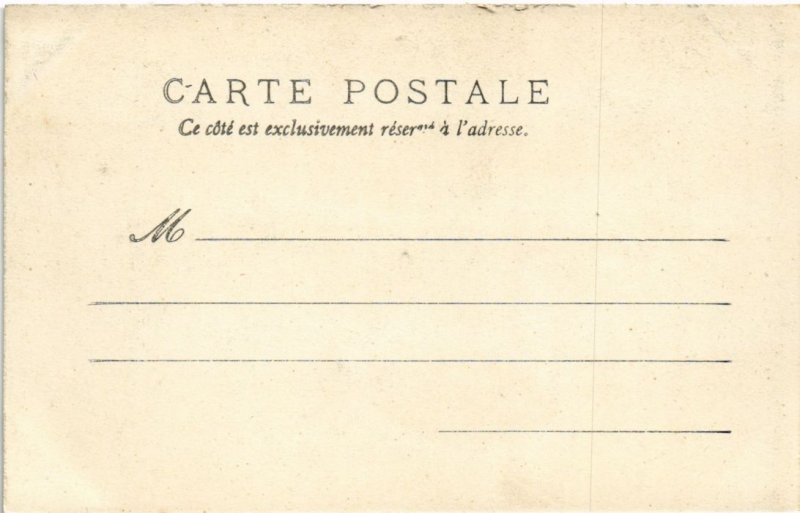 CARTE POSTALE
Ce côté est exclusivement réservé à l'adresse.
M